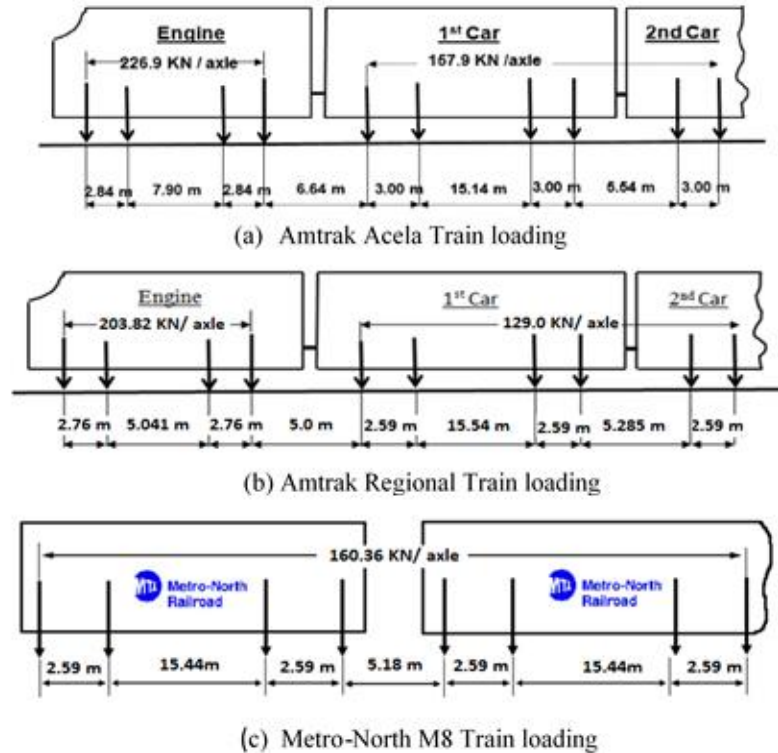 Engine 1st Car 2nd Car
226.9 KN / axle 157.9 KN /axle
2.84 m 7.90 m 2.84 m 6.64 m 3.00 m 15.14 m 3.00 m 5.54 m 3.00 m
(a) Amtrak Acela Train loading
Engine 1st Car 2nd Car
203.82 KN/ axle 129.0 KN/ axle
2.76 m 5.041 m 2.76 m 5.0 m 2.59 m 15.54 m 2.59 m 5.285 m 2.59 m
(b) Amtrak Regional Train loading
160.36 KN/ axle
MTA Metro-North Railroad MTA Metro-North Railroad
2.59 m 15.44m 2.59 m 5.18 m 2.59 m 15.44 m 2.59 m
(c) Metro-North M8 Train loading